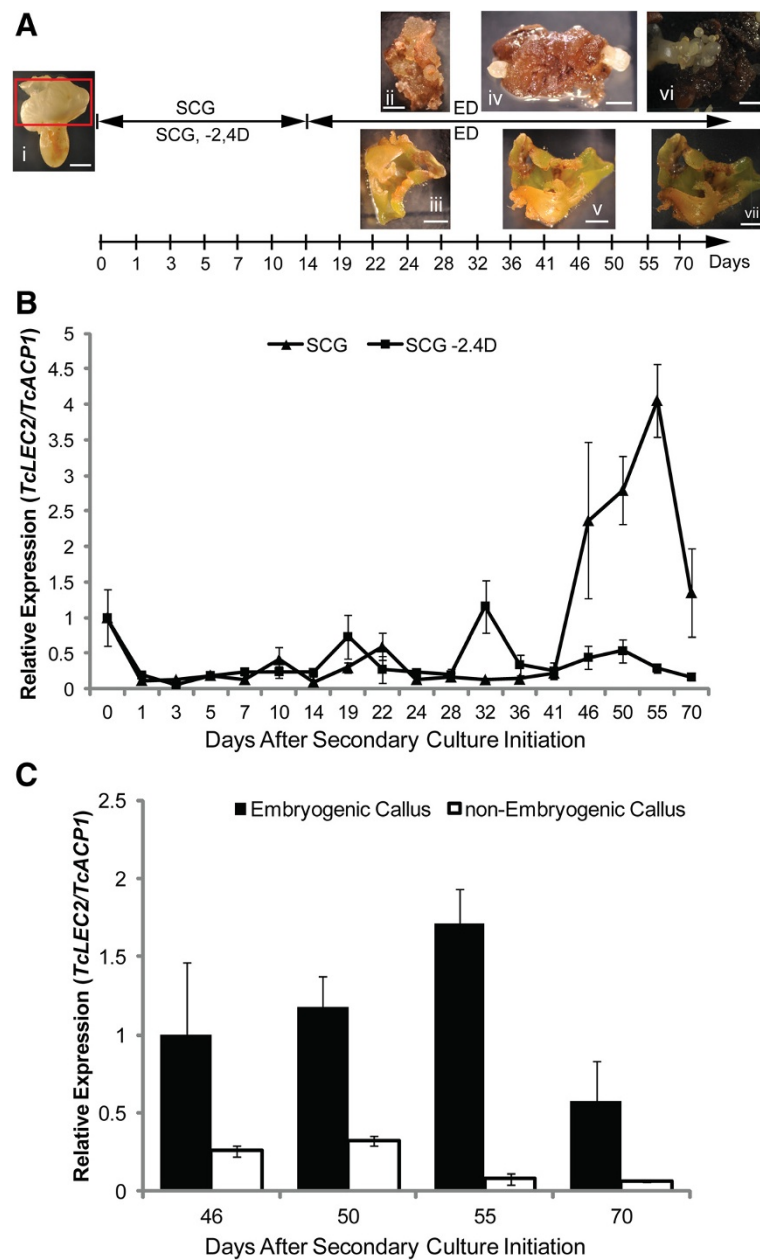 A
i
SCG
SCG, -2,4D
ii
iv
vi
ED
ED
iii
v
vii
0 1 3 5 7 10 14 19 22 24 28 32 36 41 46 50 55 70 Days
B
SCG SCG -2.4D
Relative Expression (TcLEC2/TcACP1)
5
4.5
4
3.5
3
2.5
2
1.5
1
0.5
0
0 1 3 5 7 10 14 19 22 24 28 32 36 41 46 50 55 70
Days After Secondary Culture Initiation
C
Embryogenic Callus non-Embryogenic Callus
Relative Expression (TcLEC2/TcACP1)
2.5
2
1.5
1
0.5
0
46 50 55 70
Days After Secondary Culture Initiation